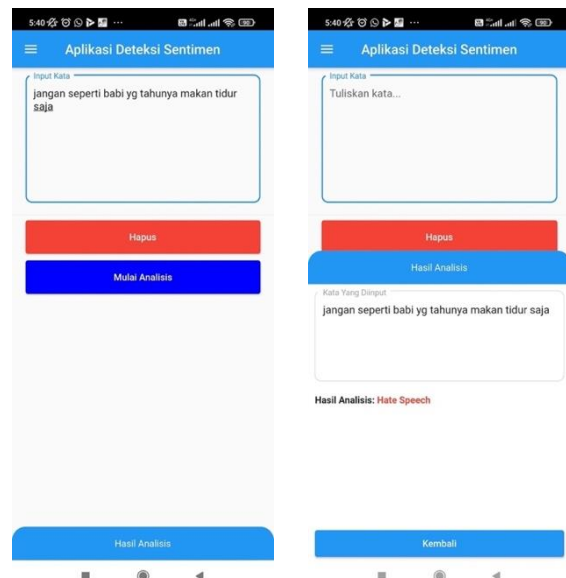 5:40
Aplikasi Deteksi Sentimen
Input Kata
jangan seperti babi yg tahunya makan tidur
saja
Hapus
Mulai Analisis
Hasil Analisis
5:40
Aplikasi Deteksi Sentimen
Input Kata
Tuliskan kata...
Hapus
Hasil Analisis
Kata Yang Diinput
jangan seperti babi yg tahunya makan tidur saja
Hasil Analisis: Hate Speech
Kembali